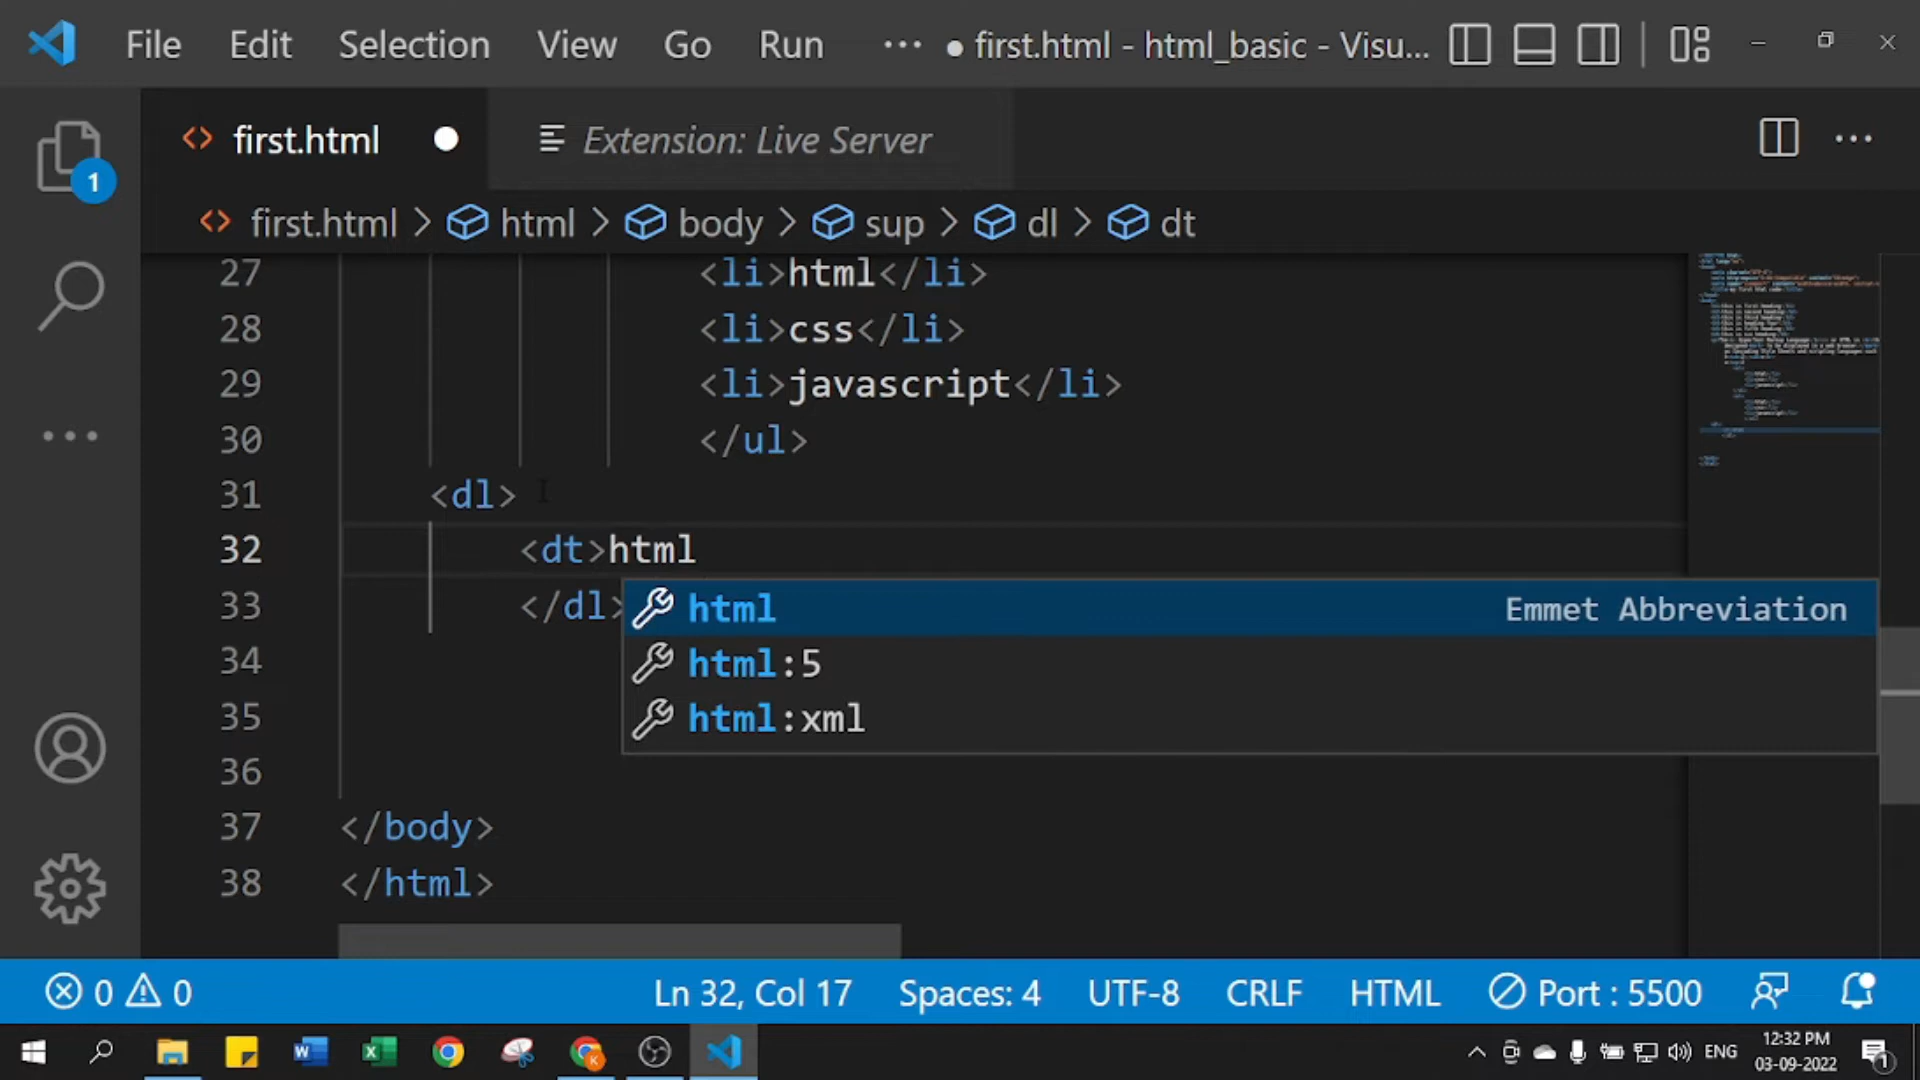 File Edit Selection View Go Run ··· ● first.html - html_basic - Visu...
first.html ● Extension: Live Server
1
first.html > html > body > sup > dl > dt
27 <li>html</li>
28 <li>css</li>
29 <li>javascript</li>
30 </ul>
31 <dl>
32 <dt>html
33 </dl>
html Emmet Abbreviation
34
html:5
35
html:xml
36
37 </body>
38 </html>
0 0 Ln 32, Col 17 Spaces: 4 UTF-8 CRLF HTML Port : 5500
ENG 12:32 PM
03-09-2022
1